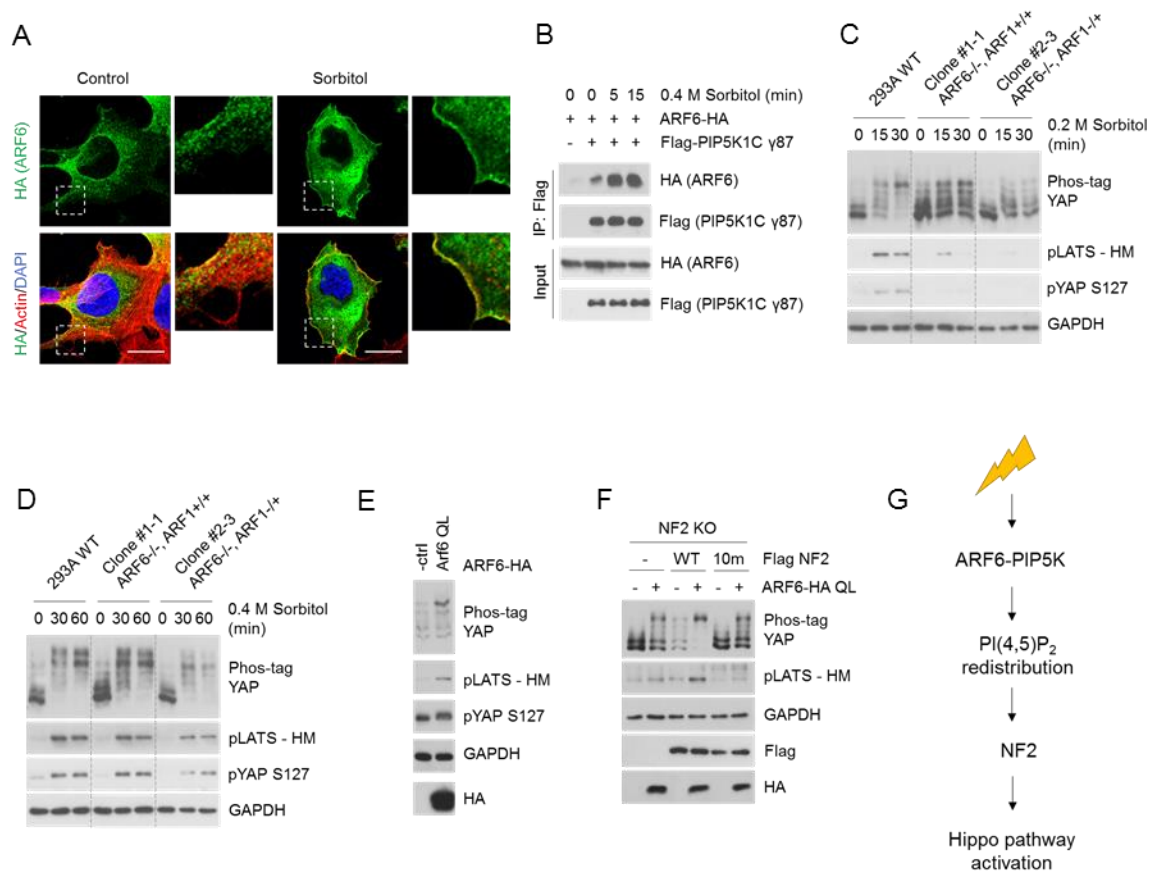 A
Control
Sorbitol
HA (ARF6)
HA/Actin/DAPI
B
0 0 5 15 0.4 M Sorbitol (min)
+ + + + ARF6-HA
- + + + Flag-PIP5K1C γ87
IP: Flag
HA (ARF6)
Flag (PIP5K1C γ87)
Input
HA (ARF6)
Flag (PIP5K1C γ87)
C
293A WT
Clone #1-1
ARF6-/-, ARF1+/+
Clone #2-3
ARF6-/-, ARF1-/+
0 15 30 0 15 30 0 15 30
0.2 M Sorbitol
(min)
Phos-tag
YAP
pLATS - HM
pYAP S127
GAPDH
D
293A WT
Clone #1-1
ARF6-/-, ARF1+/+
Clone #2-3
ARF6-/-, ARF1-/+
0 30 60 0 30 60 0 30 60
0.4 M Sorbitol
(min)
Phos-tag
YAP
pLATS - HM
pYAP S127
GAPDH
E
-ctrl
Arf6 QL
ARF6-HA
Phos-tag
YAP
pLATS - HM
pYAP S127
GAPDH
HA
F
NF2 KO
- WT 10m Flag NF2
- + - + - + ARF6-HA QL
Phos-tag
YAP
pLATS - HM
GAPDH
Flag
HA
G
ARF6-PIP5K
PI(4,5)P₂
redistribution
NF2
Hippo pathway
activation